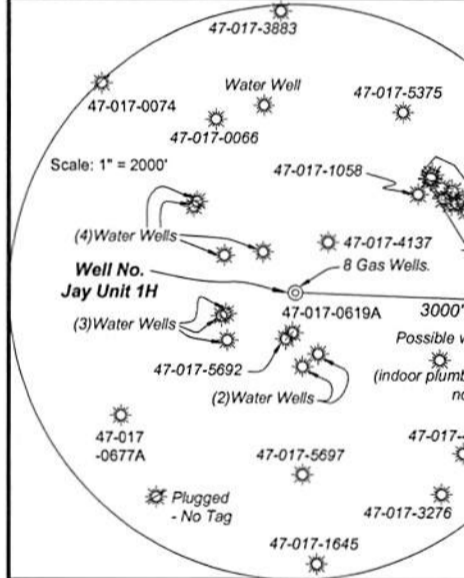 47-017-3883
Water Well
47-017-5375
47-017-0074
47-017-0066
Scale: 1" = 2000'
47-017-1058
(4)Water Wells
47-017-4137
Well No.
Jay Unit 1H
8 Gas Wells.
47-017-0619A
3000'
(3)Water Wells
Possible
47-017-5692
(indoor
(2)Water Wells
47-017
-0677A
47-017-
47-017-5697
Plugged
- No Tag
47-017-3276
47-017-1645